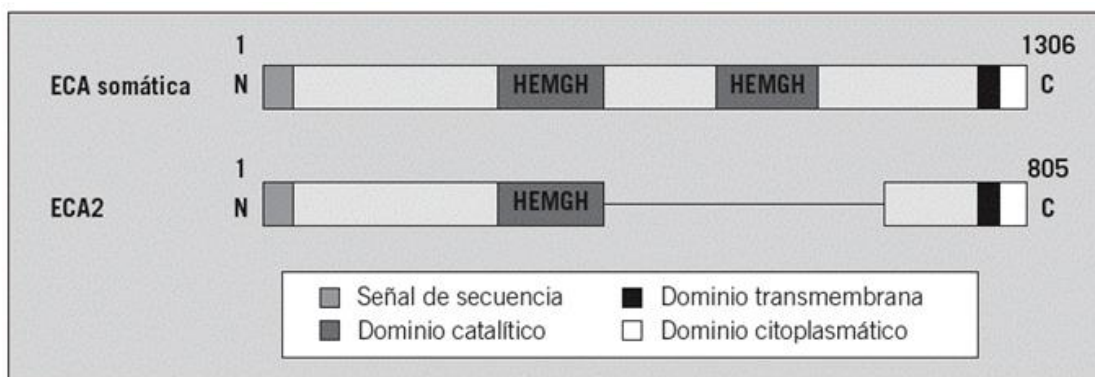 1 1306
ECA somática N HEMGH HEMGH C
1 805
ECA2 N HEMGH C
Señal de secuencia Dominio transmembrana
Dominio catalítico Dominio citoplasmático